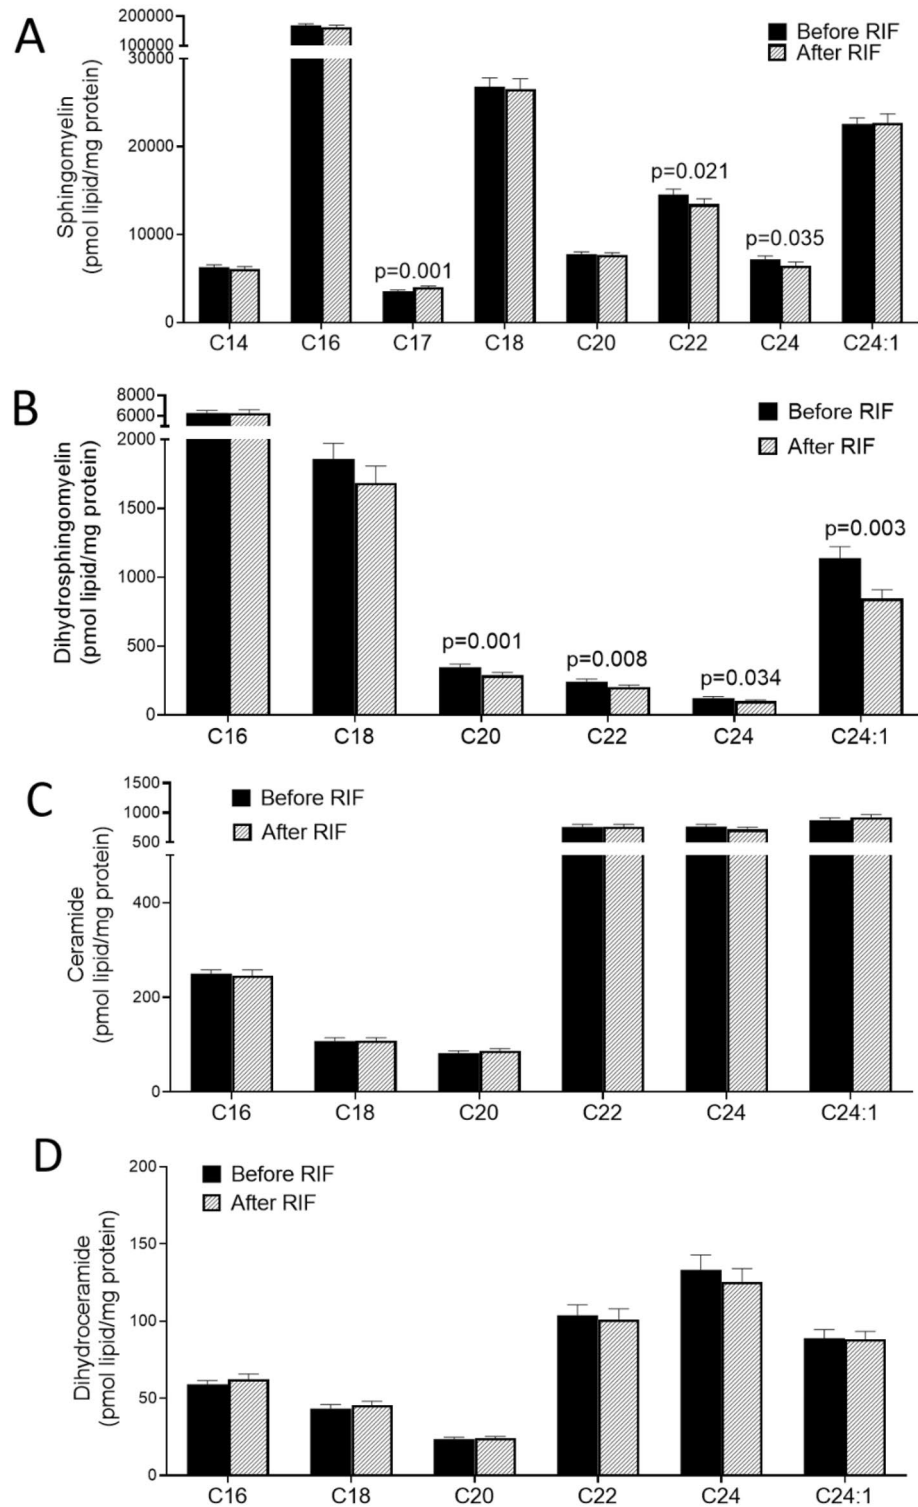 A
Sphingomyelin
(pmol lipid/mg protein)
200000
100000
30000
20000
10000
0
Before RIF
After RIF
p=0.001
p=0.021
p=0.035
C14 C16 C17 C18 C20 C22 C24 C24:1
B
Dihydrosphingomyelin
(pmol lipid/mg protein)
8000
6000
2000
1500
1000
500
0
Before RIF
After RIF
p=0.001
p=0.008
p=0.034
p=0.003
C16 C18 C20 C22 C24 C24:1
C
Ceramide
(pmol lipid/mg protein)
1500
1000
500
400
200
0
Before RIF
After RIF
C16 C18 C20 C22 C24 C24:1
D
Dihydroceramide
(pmol lipid/mg protein)
200
150
100
50
0
Before RIF
After RIF
C16 C18 C20 C22 C24 C24:1